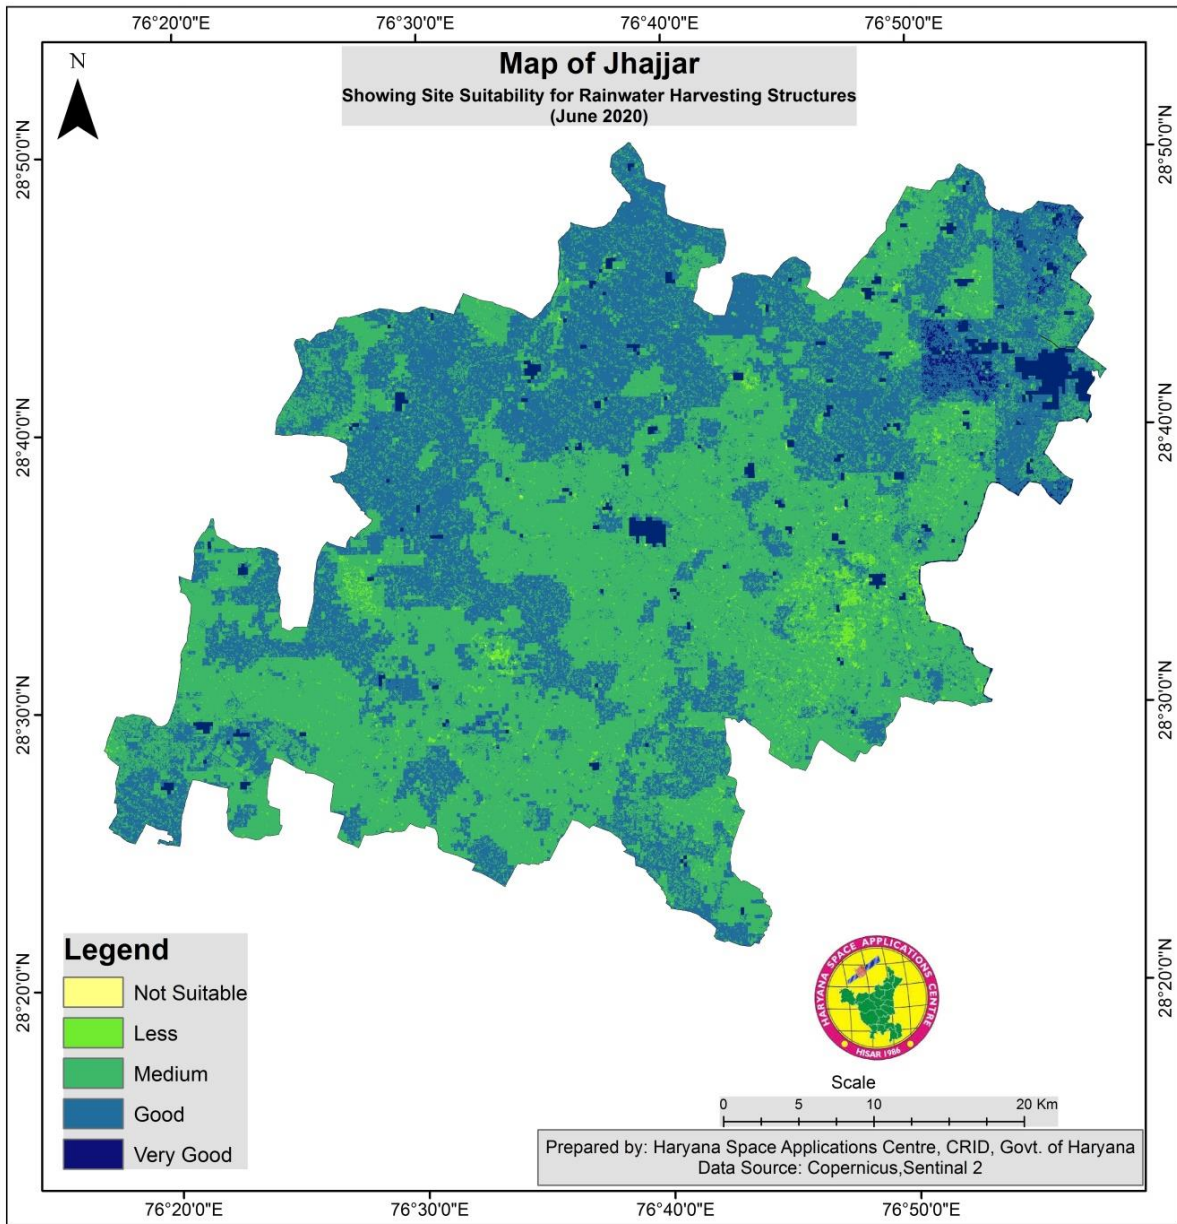 76°20'0"E 76°30'0"E 76°40'0"E 76°50'0"E
N
Map of Jhajjar
Showing Site Suitability for Rainwater Harvesting Structures
(June 2020)
28°50'0"N 28°50'0"N
28°40'0"N 28°40'0"N
28°30'0"N 28°30'0"N
28°20'0"N 28°20'0"N
Legend
Not Suitable
Less
Medium
Good
Very Good
HARYANA SPACE APPLICATIONS CENTRE
HISAR 1986
Scale
0 5 10 20 Km
Prepared by: Haryana Space Applications Centre, CRID, Govt. of Haryana
Data Source: Copernicus,Sentinal 2
76°20'0"E 76°30'0"E 76°40'0"E 76°50'0"E